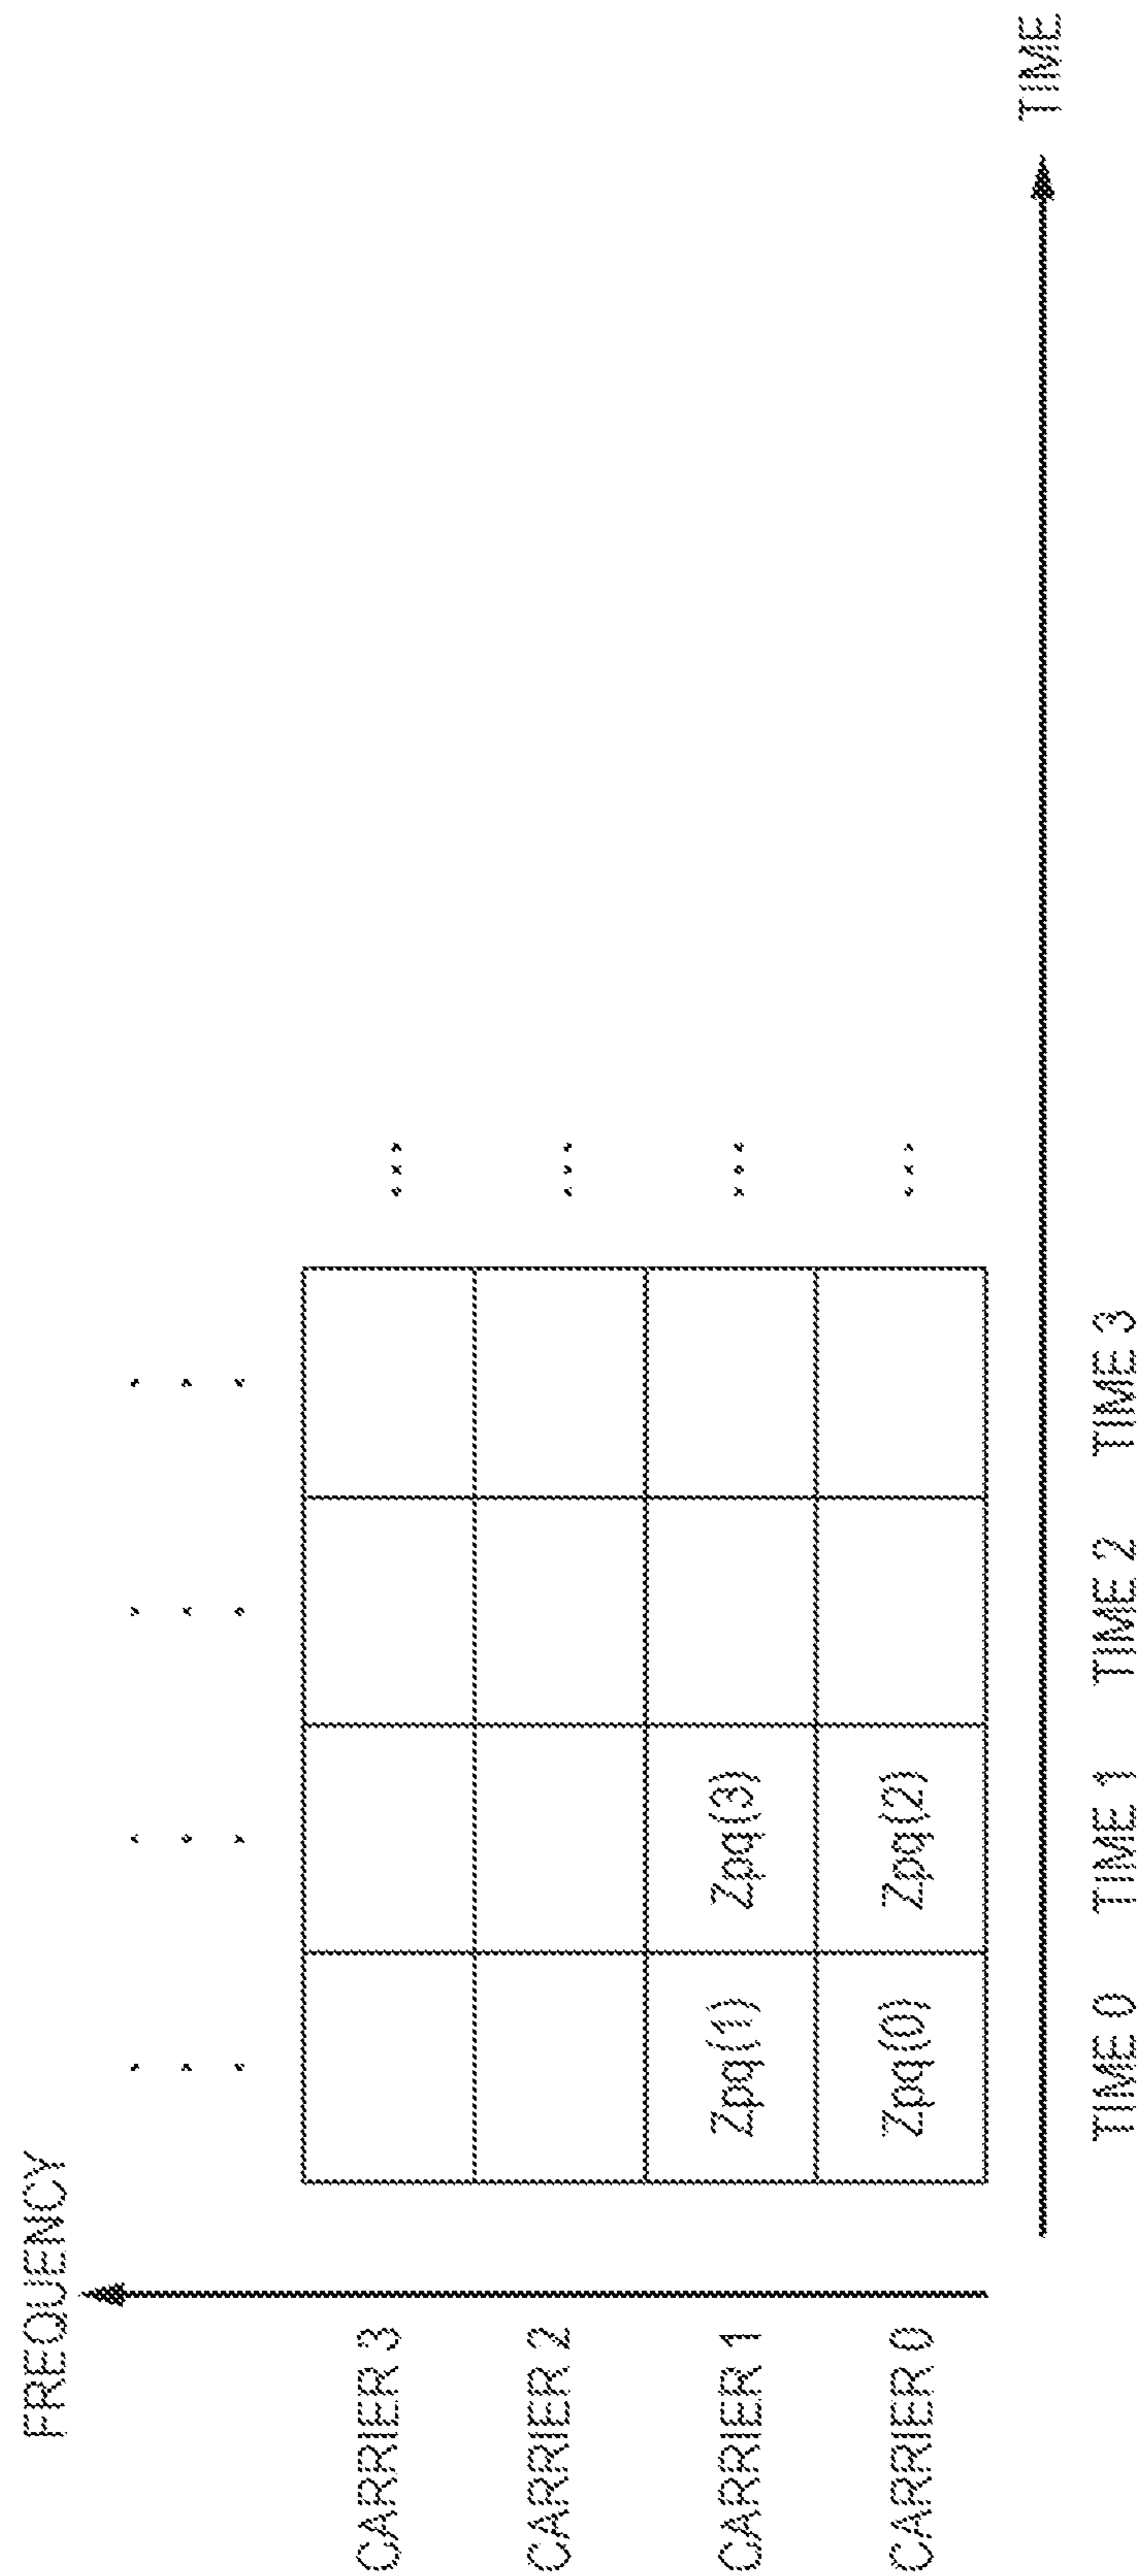 FREQUENCY
CARRIER 3
CARRIER 2
CARRIER 1 Zpq(1) Zpq(3)
CARRIER 0 Zpq(0) Zpq(2)
TIME 0 TIME 1 TIME 2 TIME 3
TIME